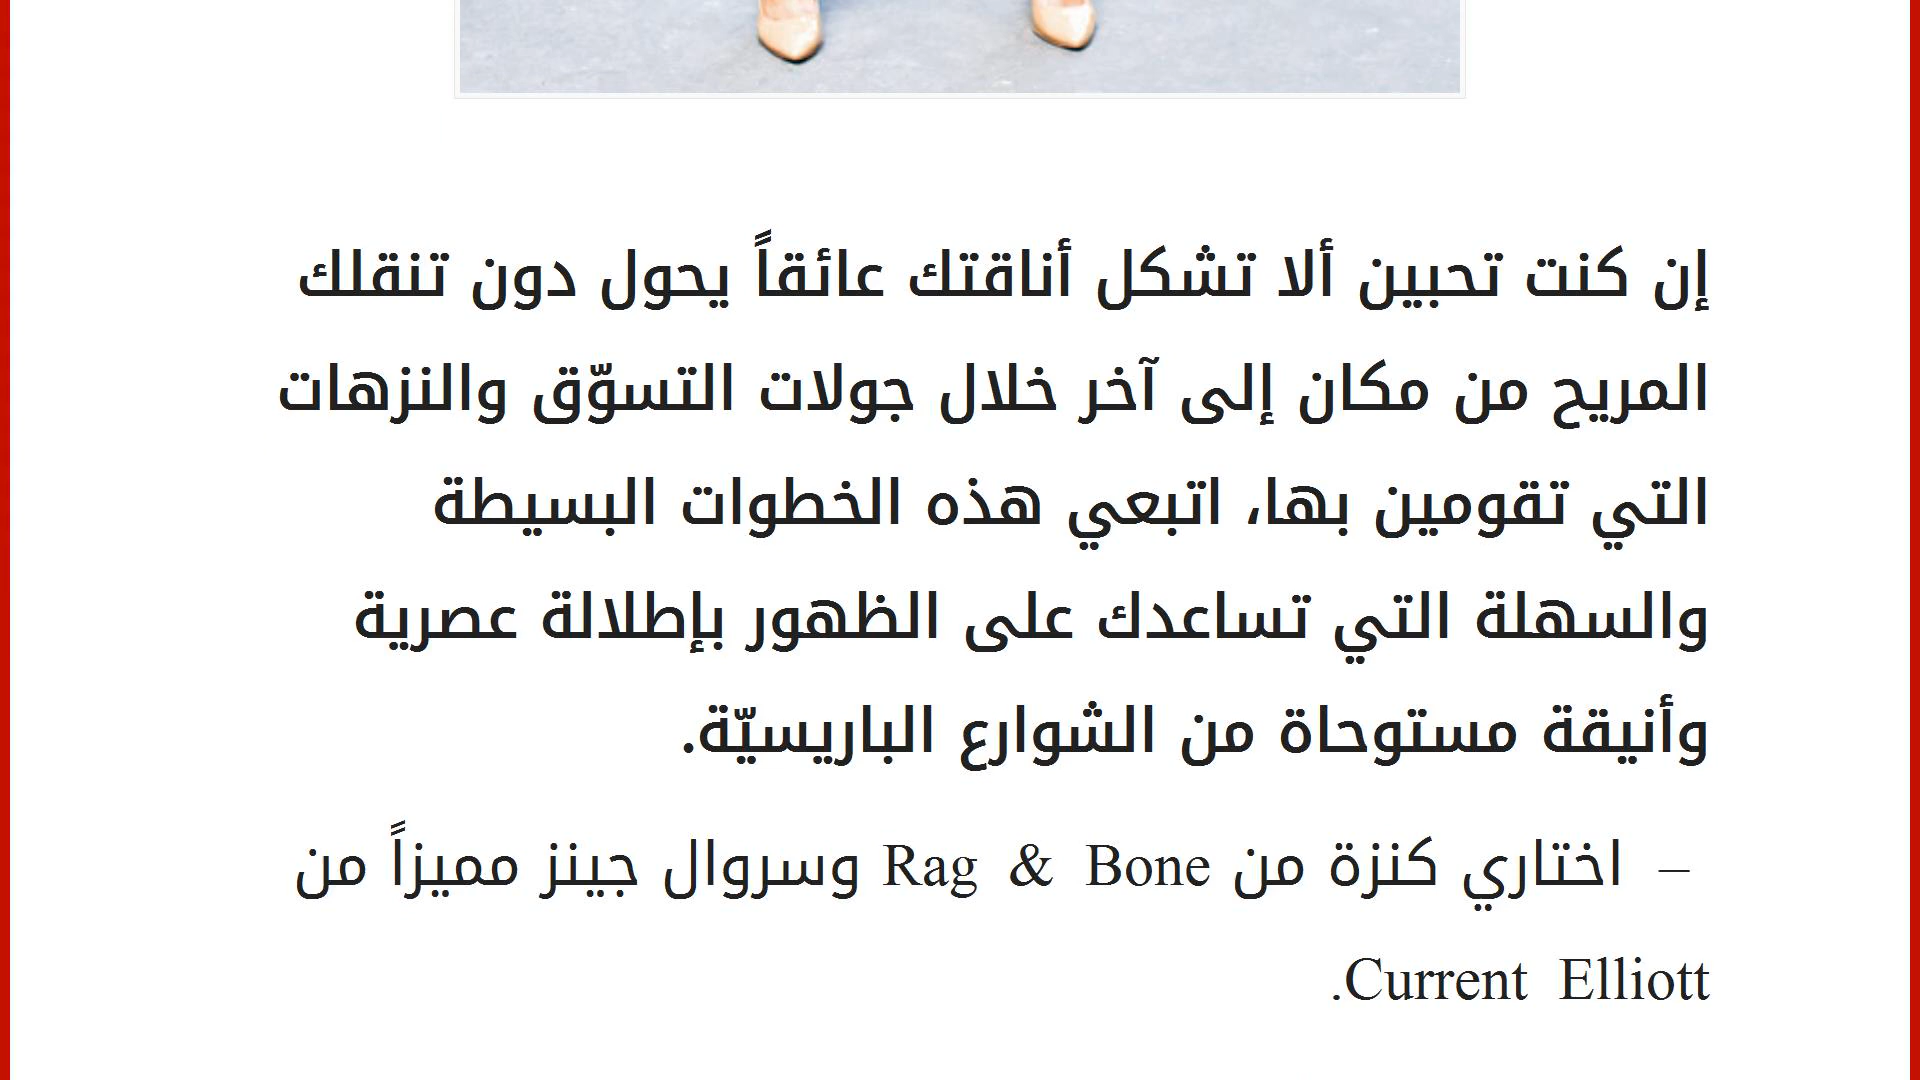 إن كنت تحبين ألا تشكل أناقتك عائقاً يحول دون تنقلك
المريح من مكان إلى آخر خلال جولات التسوّق والنزهات
التي تقومين بها، اتبعي هذه الخطوات البسيطة
والسهلة التي تساعدك على الظهور بإطلالة عصرية
وأنيقة مستوحاة من الشوارع الباريسيّة.
– اختاري كنزة من Rag & Bone وسروال جينز مميزاً من
Current Elliott.